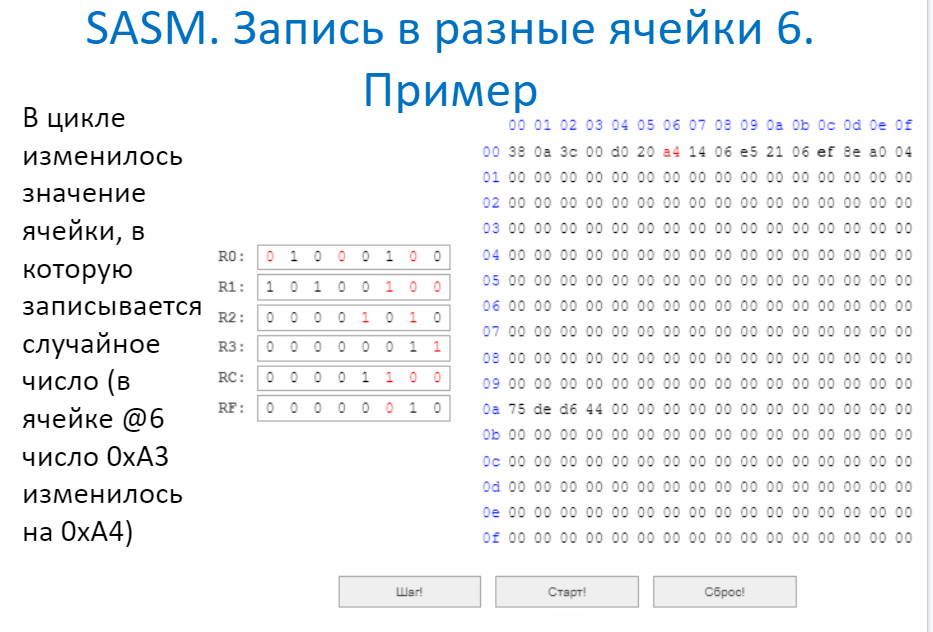 SASM. Запись в разные ячейки 6.
Пример
В цикле
изменилось
значение
ячейки, в
которую
записывается
случайное
число (в
ячейке @6
число 0xA3
изменилось
на 0xA4)
R0: 0 1 0 0 0 1 0 0
R1: 1 0 1 0 0 1 0 0
R2: 0 0 0 0 1 0 1 0
R3: 0 0 0 0 0 0 1 1
RC: 0 0 0 0 1 1 0 0
RF: 0 0 0 0 0 0 1 0
00 01 02 03 04 05 06 07 08 09 0a 0b 0c 0d 0e 0f
00 38 0a 3c 00 d0 20 a4 14 06 e5 21 06 ef 8e a0 04
01 00 00 00 00 00 00 00 00 00 00 00 00 00 00 00 00
02 00 00 00 00 00 00 00 00 00 00 00 00 00 00 00 00
03 00 00 00 00 00 00 00 00 00 00 00 00 00 00 00 00
04 00 00 00 00 00 00 00 00 00 00 00 00 00 00 00 00
05 00 00 00 00 00 00 00 00 00 00 00 00 00 00 00 00
06 00 00 00 00 00 00 00 00 00 00 00 00 00 00 00 00
07 00 00 00 00 00 00 00 00 00 00 00 00 00 00 00 00
08 00 00 00 00 00 00 00 00 00 00 00 00 00 00 00 00
09 00 00 00 00 00 00 00 00 00 00 00 00 00 00 00 00
0a 75 de d6 44 00 00 00 00 00 00 00 00 00 00 00 00
0b 00 00 00 00 00 00 00 00 00 00 00 00 00 00 00 00
0c 00 00 00 00 00 00 00 00 00 00 00 00 00 00 00 00
0d 00 00 00 00 00 00 00 00 00 00 00 00 00 00 00 00
0e 00 00 00 00 00 00 00 00 00 00 00 00 00 00 00 00
0f 00 00 00 00 00 00 00 00 00 00 00 00 00 00 00 00
Шаг! Старт! Сброс!